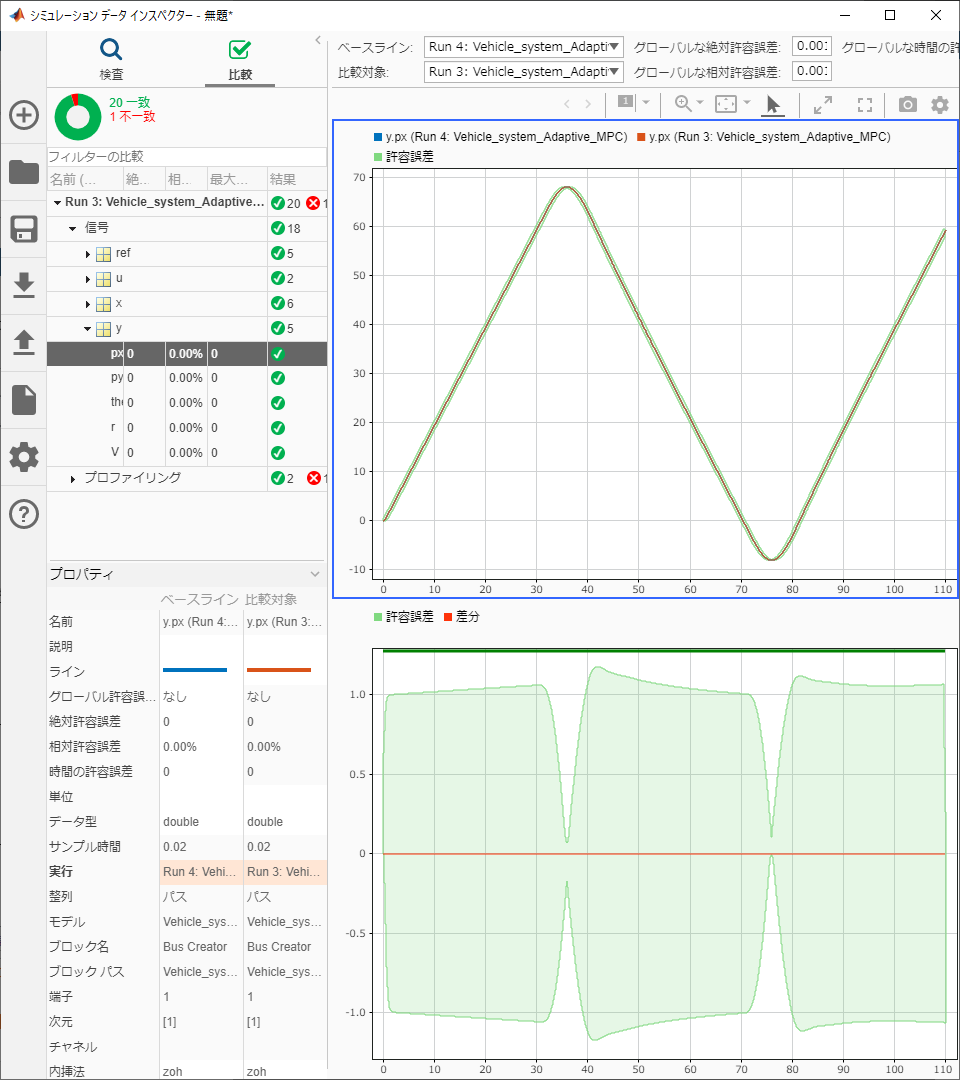 シミュレーション データ インスペクター - 無題*
検査
比較
ベースライン: Run 4: Vehicle_system_Adapti グローバルな絶対許容誤差: 0.001 グローバルな時間の許
比較対象: Run 3: Vehicle_system_Adapti グローバルな相対許容誤差: 0.001
20 一致
1 不一致
1
フィルターの比較
名前 (... 絶... 相... 最大... 結果
Run 3: Vehicle_system_Adaptive... 20 1
信号 18
ref 5
u 2
x 6
y 5
px 0 0.00% 0
py 0 0.00% 0
the 0 0.00% 0
r 0 0.00% 0
V 0 0.00% 0
プロファイリング 2 1
プロパティ
ベースライン 比較対象
名前 y.px (Run 4:... y.px (Run 3:...
説明
ライン
グローバル許容誤... なし なし
絶対許容誤差 0 0
相対許容誤差 0.00% 0.00%
時間の許容誤差 0 0
単位
データ型 double double
サンプル時間 0.02 0.02
実行 Run 4: Vehi... Run 3: Vehi...
整列 パス パス
モデル Vehicle_sys... Vehicle_sys...
ブロック名 Bus Creator Bus Creator
ブロック パス Vehicle_sys... Vehicle_sys...
端子 1 1
次元 [1] [1]
チャネル
内挿法 zoh zoh
y.px (Run 4: Vehicle_system_Adaptive_MPC) y.px (Run 3: Vehicle_system_Adaptive_MPC)
許容誤差
70
60
50
40
30
20
10
0
-10
0 10 20 30 40 50 60 70 80 90 100 110
許容誤差 差分
1.0
0.5
0
-0.5
-1.0
0 10 20 30 40 50 60 70 80 90 100 110